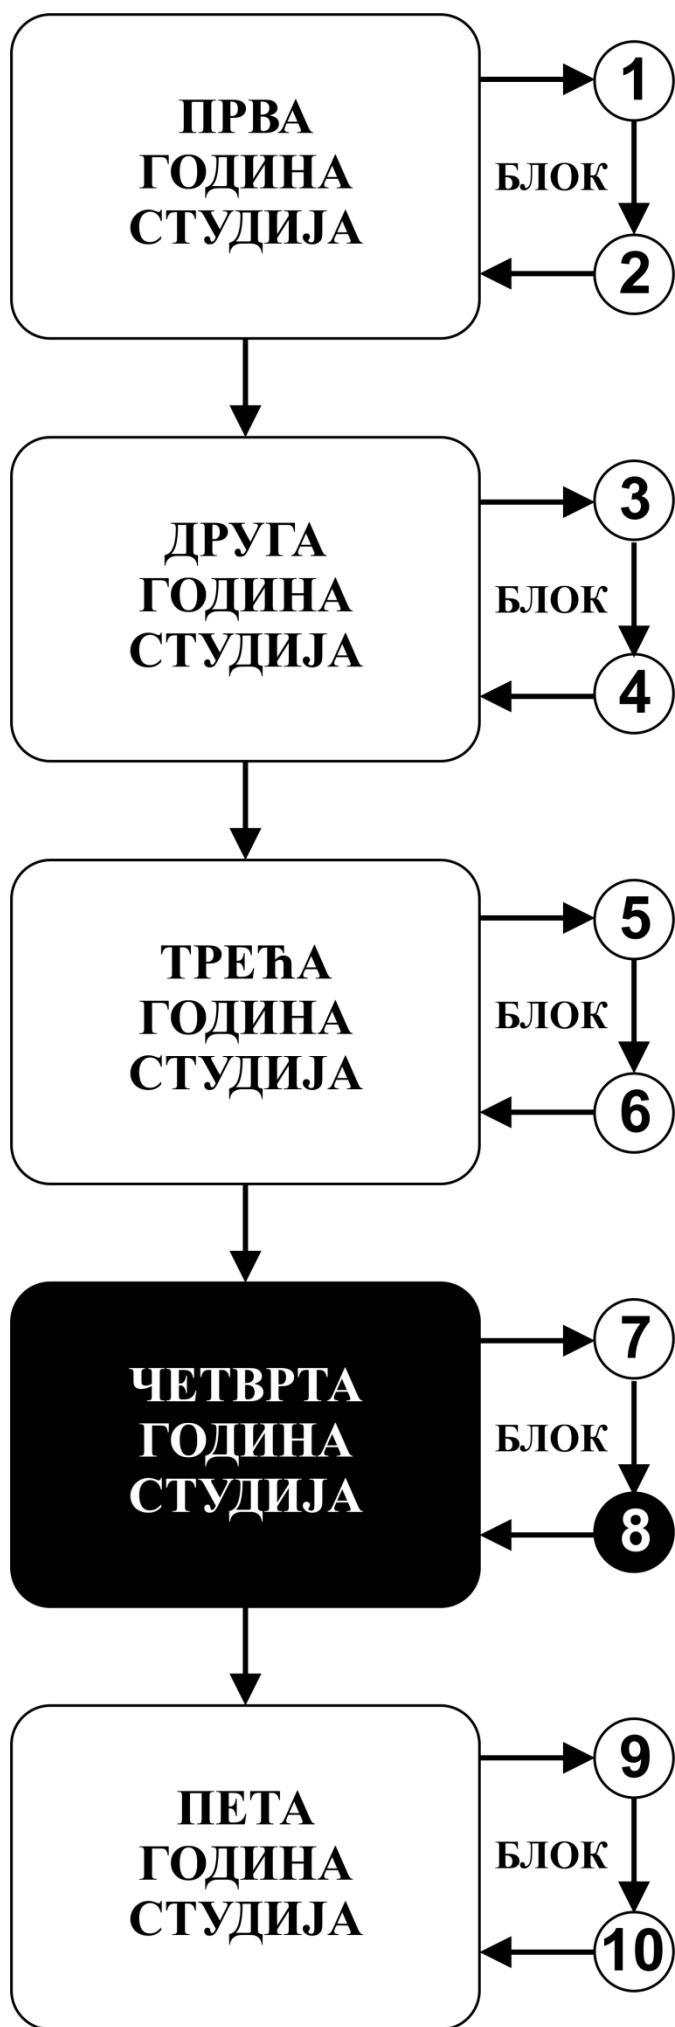 ПРВА
ГОДИНА
СТУДИЈА
1
БЛОК
2
ДРУГА
ГОДИНА
СТУДИЈА
3
БЛОК
4
ТРЕЋА
ГОДИНА
СТУДИЈА
5
БЛОК
6
ЧЕТВРТА
ГОДИНА
СТУДИЈА
7
БЛОК
8
ПЕТА
ГОДИНА
СТУДИЈА
9
БЛОК
10